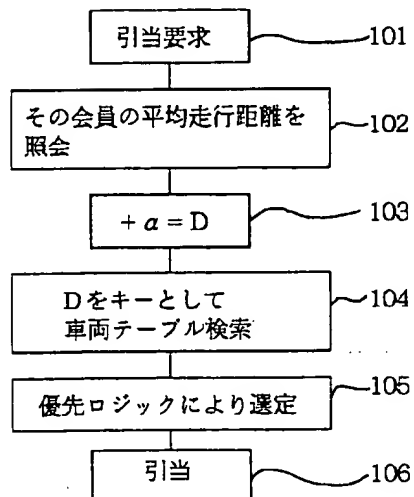 引当要求
101
その会員の平均走行距離を
照会
102
+ a = D
103
Dをキーとして
車両テーブル検索
104
優先ロジックにより選定
105
引当
106